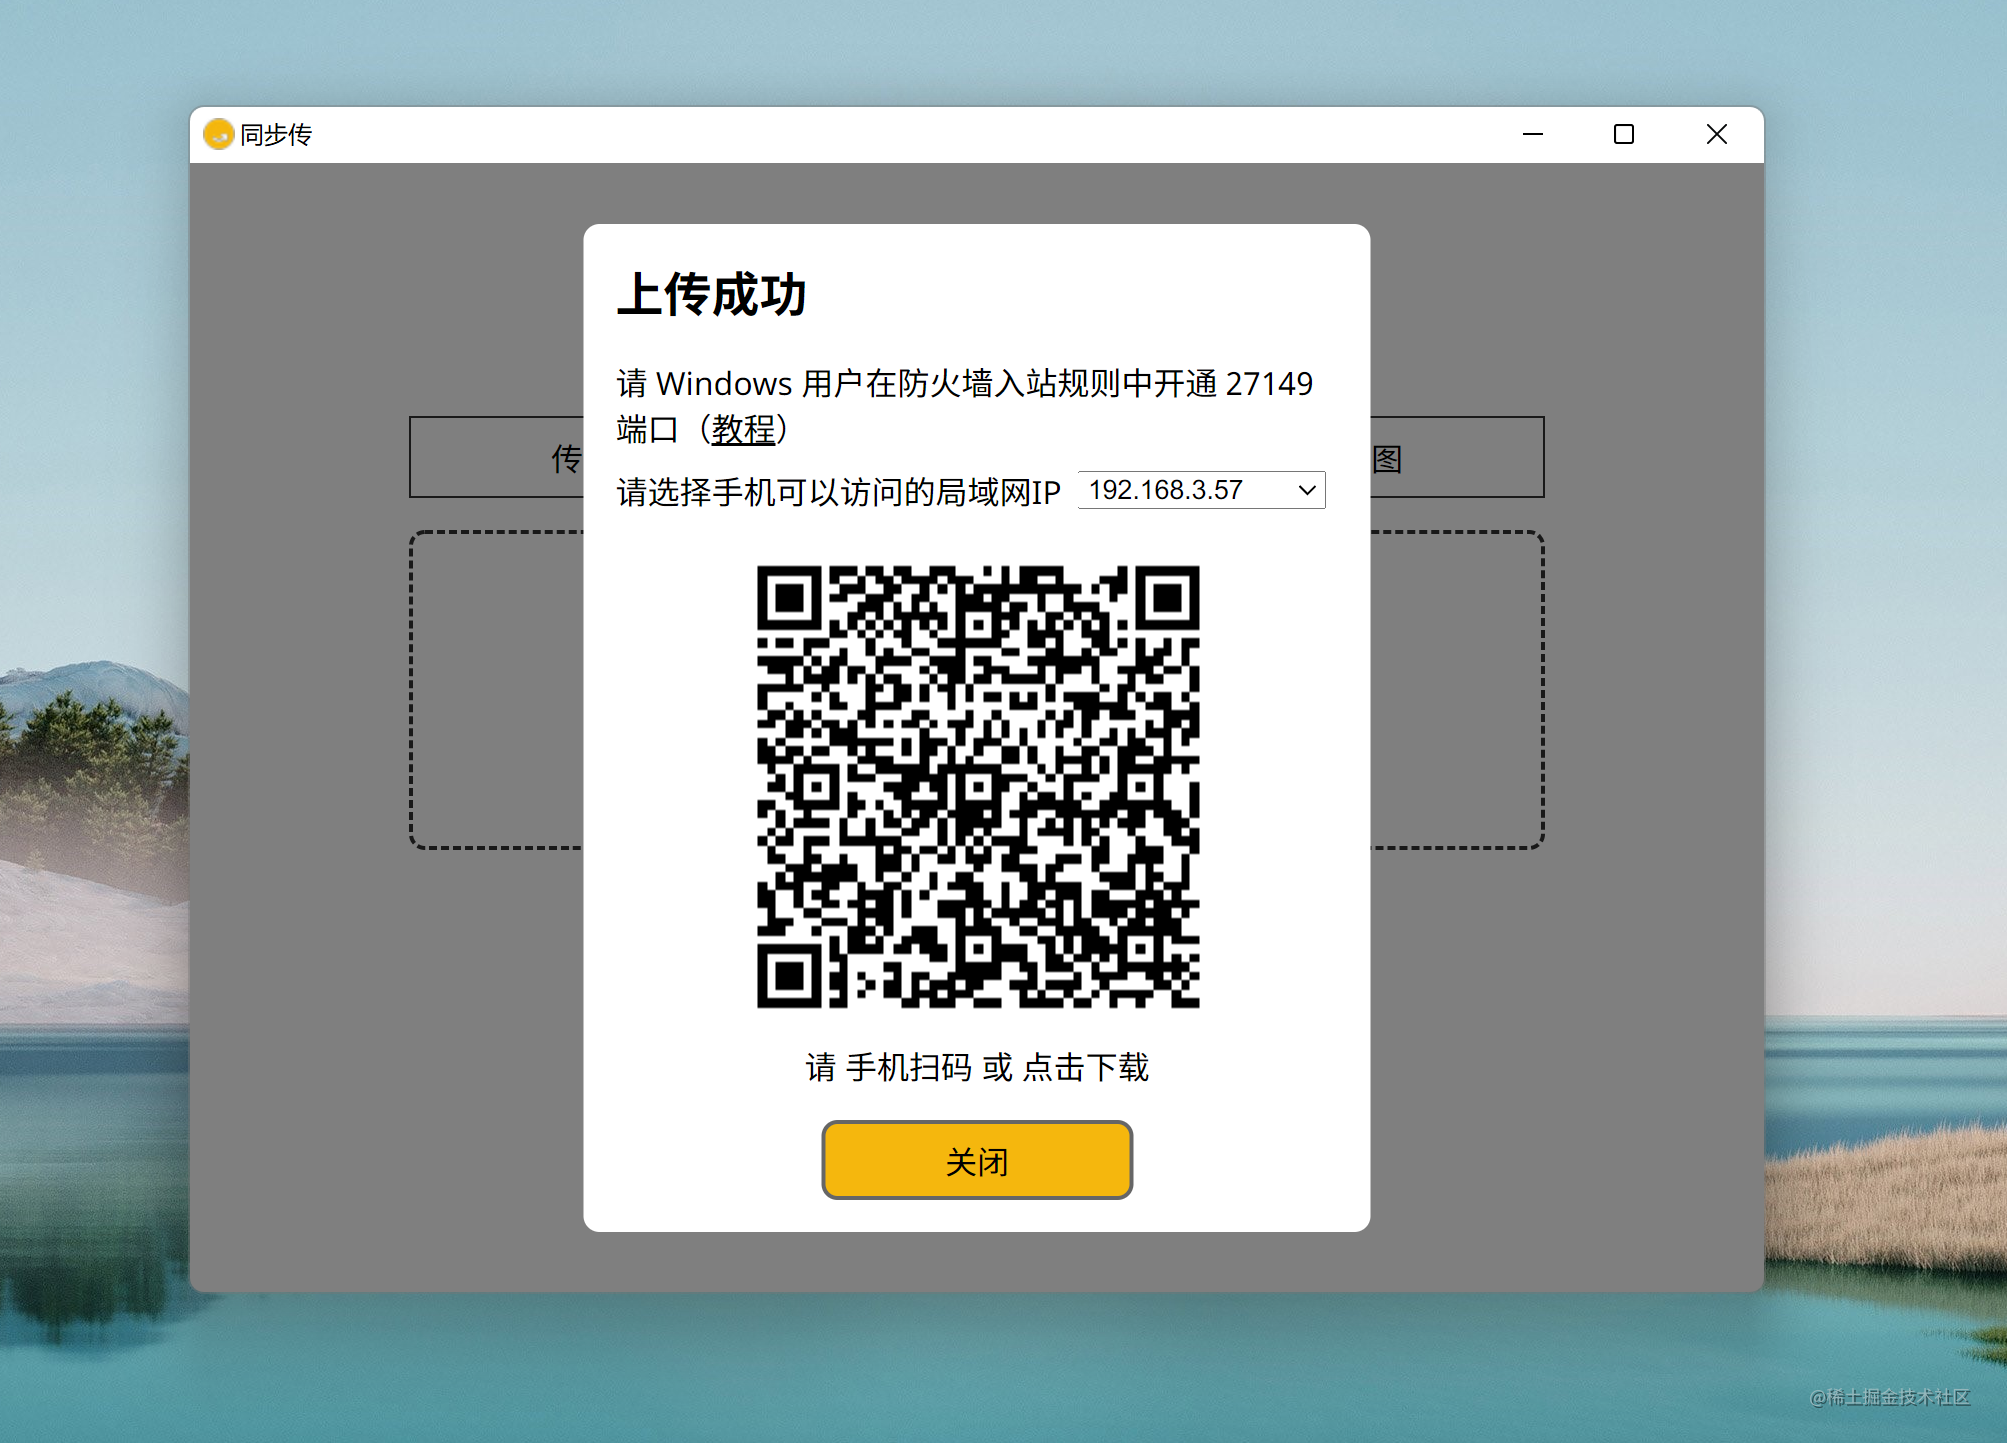 同步传
上传成功
请 Windows 用户在防火墙入站规则中开通 27149
端口（教程）
传
图
请选择手机可以访问的局域网IP 192.168.3.57
请 手机扫码 或 点击下载
关闭
@稀土掘金技术社区